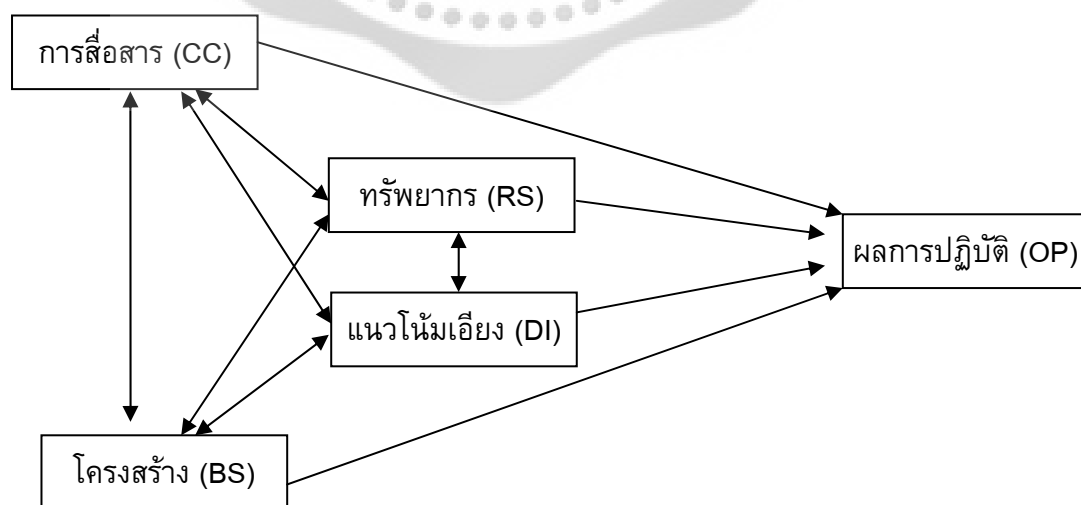 การสื่อสาร (CC)
ทรัพยากร (RS)
ผลการปฏิบัติ (OP)
แนวโน้มเอียง (DI)
โครงสร้าง (BS)